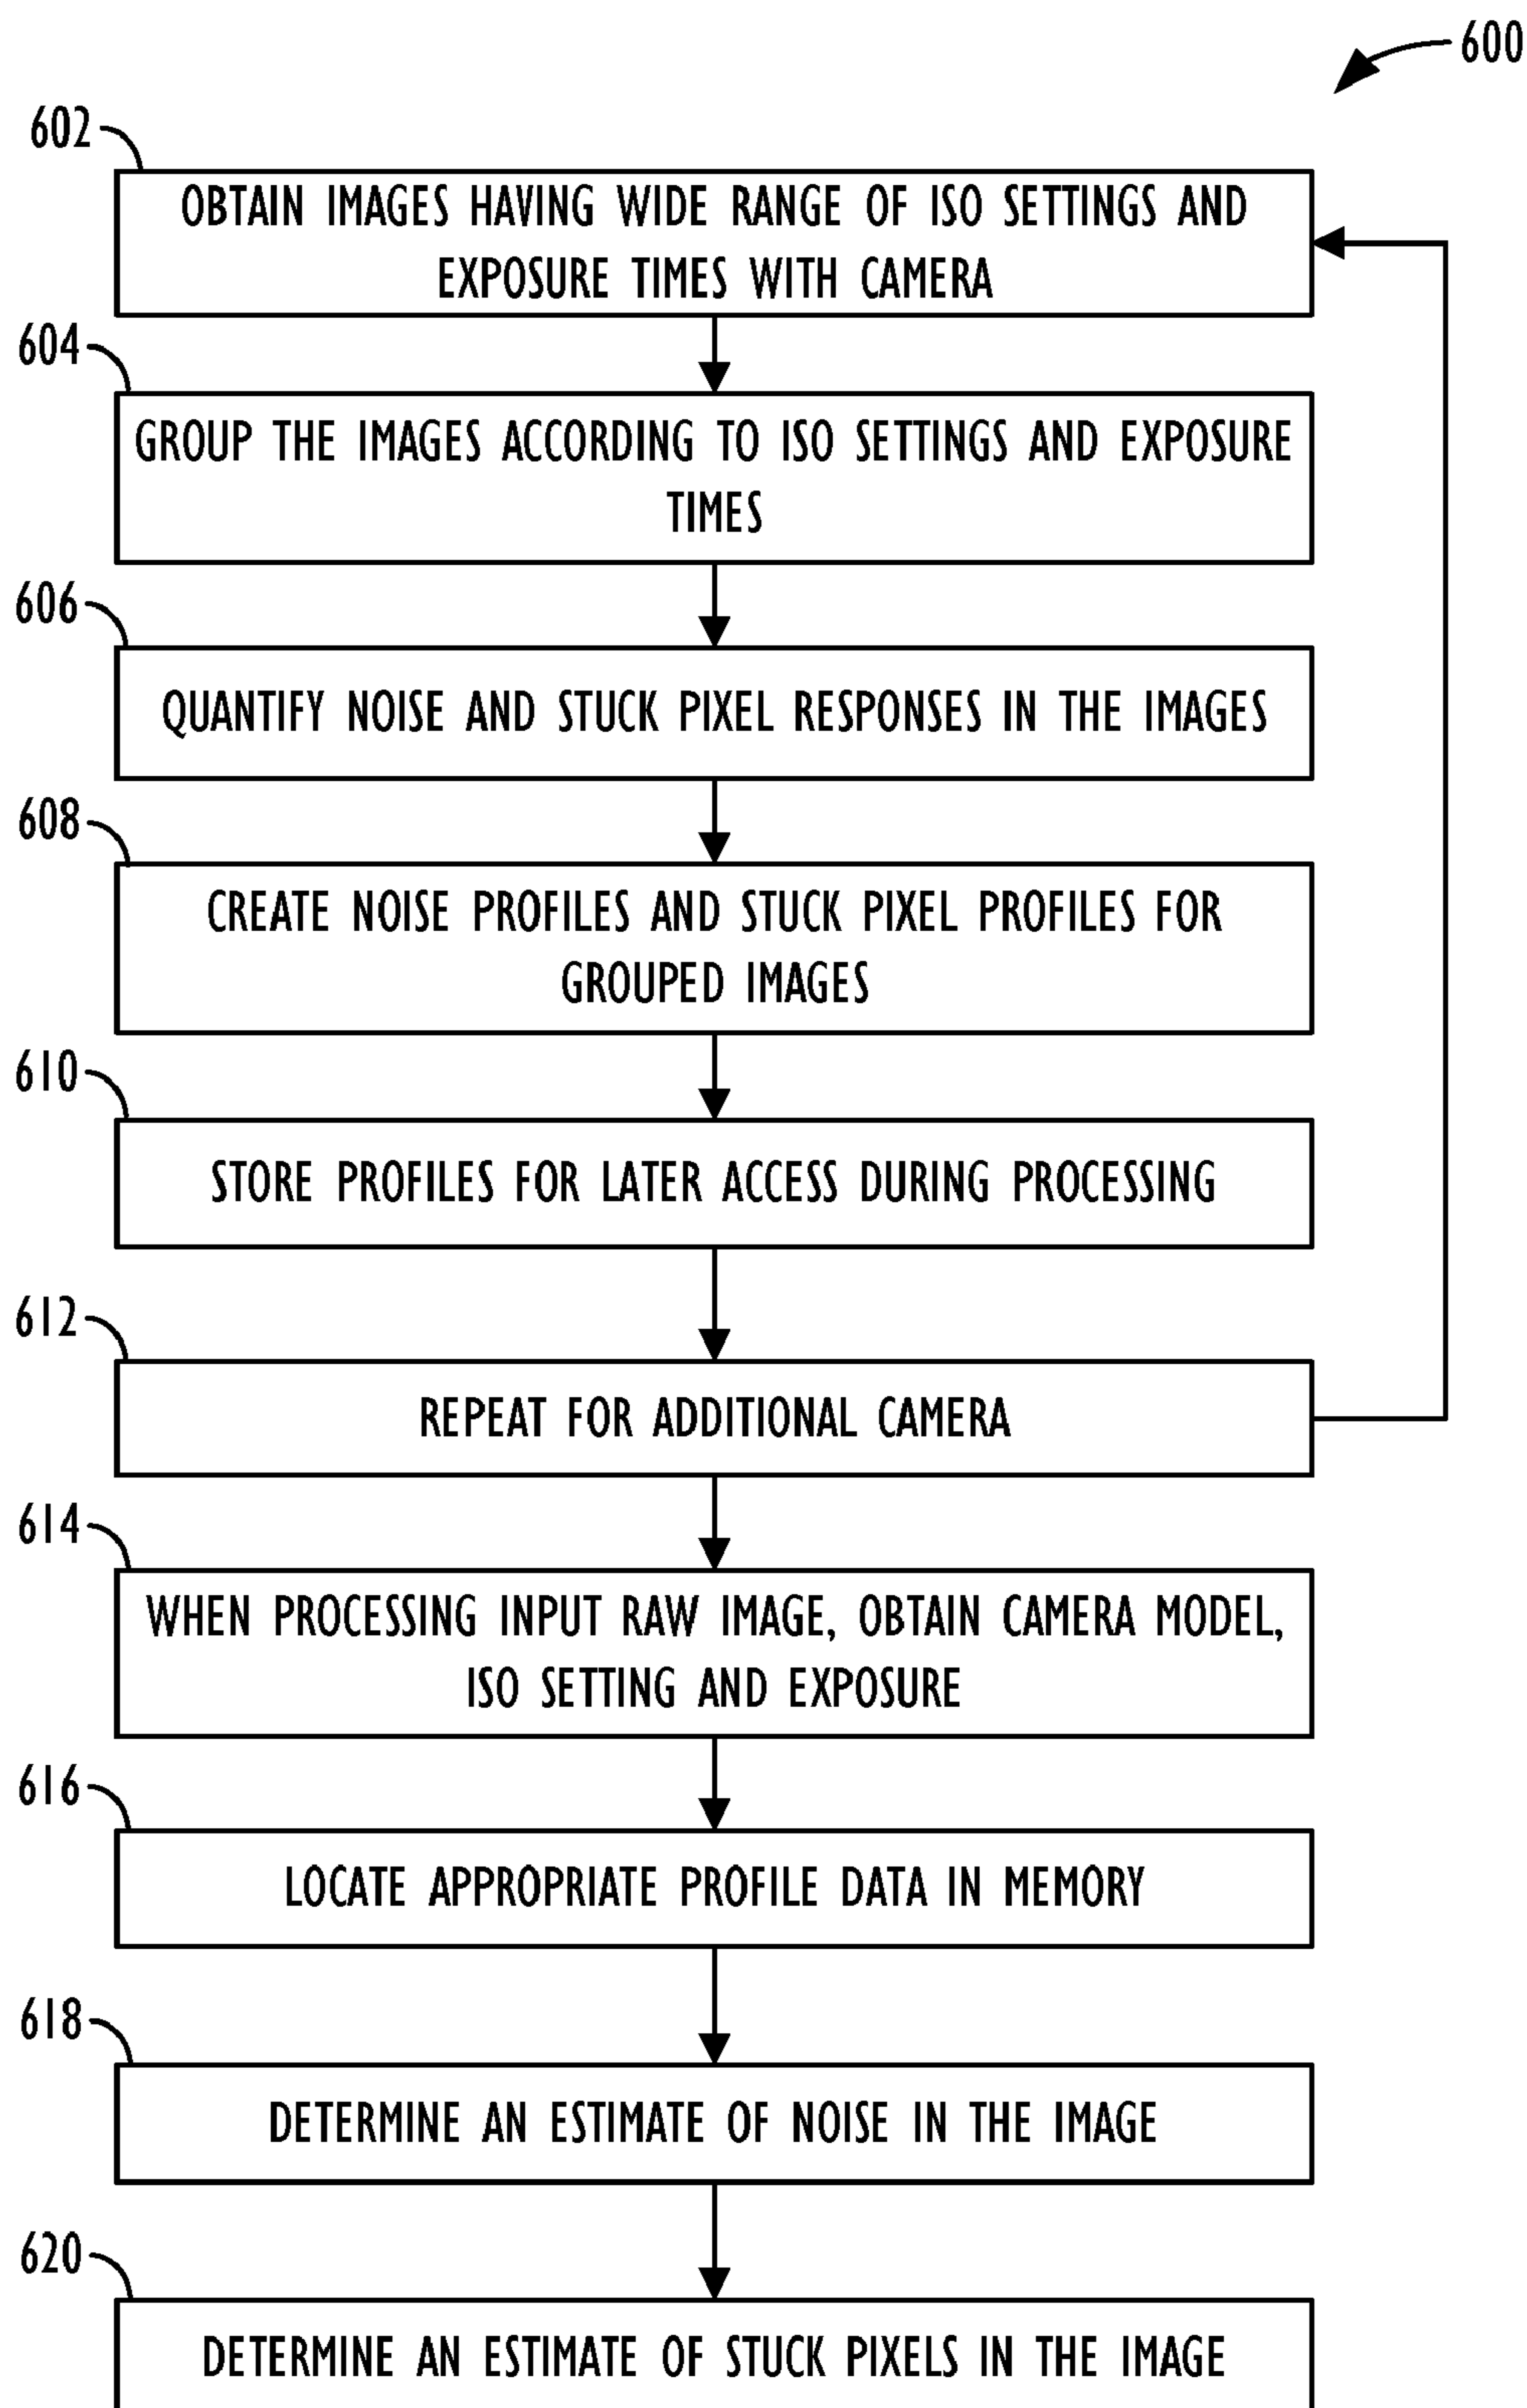 600
602
OBTAIN IMAGES HAVING WIDE RANGE OF ISO SETTINGS AND
EXPOSURE TIMES WITH CAMERA
604
GROUP THE IMAGES ACCORDING TO ISO SETTINGS AND EXPOSURE
TIMES
606
QUANTIFY NOISE AND STUCK PIXEL RESPONSES IN THE IMAGES
608
CREATE NOISE PROFILES AND STUCK PIXEL PROFILES FOR
GROUPED IMAGES
610
STORE PROFILES FOR LATER ACCESS DURING PROCESSING
612
REPEAT FOR ADDITIONAL CAMERA
614
WHEN PROCESSING INPUT RAW IMAGE, OBTAIN CAMERA MODEL,
ISO SETTING AND EXPOSURE
616
LOCATE APPROPRIATE PROFILE DATA IN MEMORY
618
DETERMINE AN ESTIMATE OF NOISE IN THE IMAGE
620
DETERMINE AN ESTIMATE OF STUCK PIXELS IN THE IMAGE